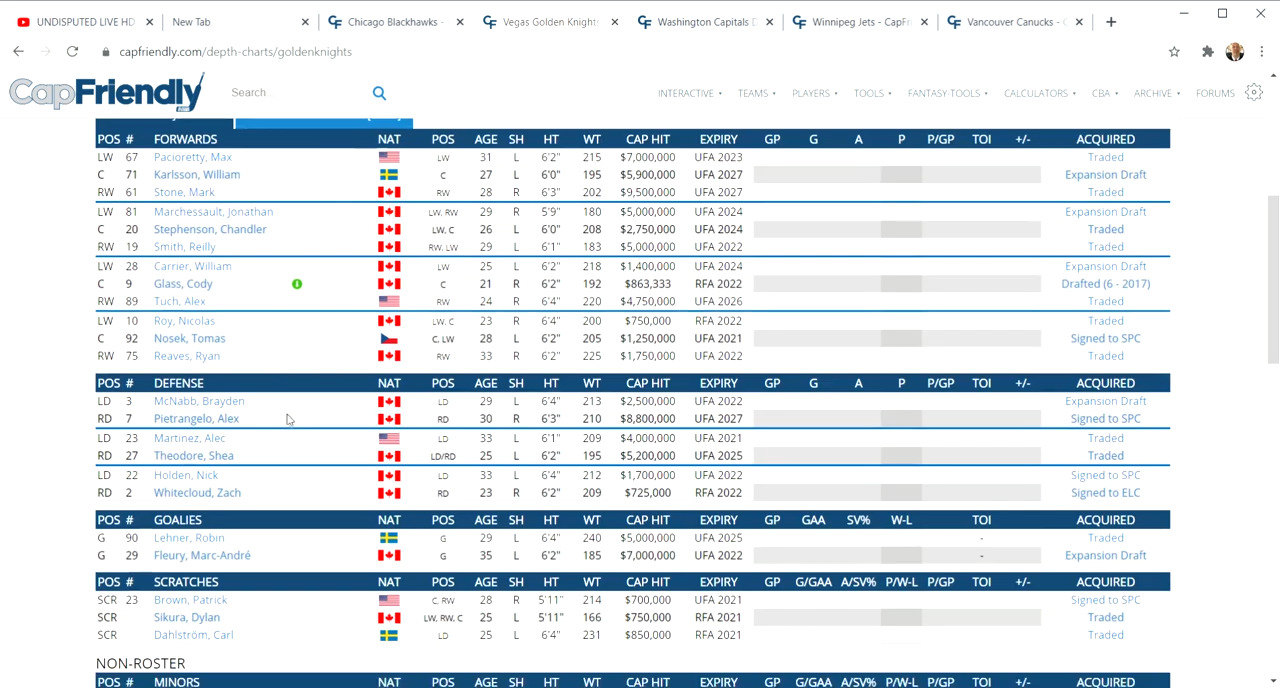 UNDISPUTED LIVE HD New Tab Chicago Blackhawks - Vegas Golden Knights Washington Capitals D Winnipeg Jets - CapFri Vancouver Canucks -
capfriendly.com/depth-charts/goldenknights
CapFriendly Search INTERACTIVE TEAMS PLAYERS TOOLS FANTASY-TOOLS CALCULATORS CBA ARCHIVE FORUMS
POS # FORWARDS NAT POS AGE SH HT WT CAP HIT EXPIRY GP G A P P/GP TOI +/- ACQUIRED
LW 67 Pacioretty, Max LW 31 L 6'2" 215 $7,000,000 UFA 2023 Traded
C 71 Karlsson, William C 27 L 6'0" 195 $5,900,000 UFA 2027 Expansion Draft
RW 61 Stone, Mark RW 28 R 6'3" 202 $9,500,000 UFA 2027 Traded
LW 81 Marchessault, Jonathan LW, RW 29 R 5'9" 180 $5,000,000 UFA 2024 Expansion Draft
C 20 Stephenson, Chandler LW, C 26 L 6'0" 208 $2,750,000 UFA 2024 Traded
RW 19 Smith, Reilly RW, LW 29 L 6'1" 183 $5,000,000 UFA 2022 Traded
LW 28 Carrier, William LW 25 L 6'2" 218 $1,400,000 UFA 2024 Expansion Draft
C 9 Glass, Cody C 21 R 6'2" 192 $863,333 RFA 2022 Drafted (6 - 2017)
RW 89 Tuch, Alex RW 24 R 6'4" 220 $4,750,000 UFA 2026 Traded
LW 10 Roy, Nicolas LW, C 23 R 6'4" 200 $750,000 RFA 2022 Traded
C 92 Nosek, Tomas C, LW 28 L 6'2" 205 $1,250,000 UFA 2021 Signed to SPC
RW 75 Reaves, Ryan RW 33 R 6'2" 225 $1,750,000 UFA 2022 Traded
POS # DEFENSE NAT POS AGE SH HT WT CAP HIT EXPIRY GP G A P P/GP TOI +/- ACQUIRED
LD 3 McNabb, Brayden LD 29 L 6'4" 213 $2,500,000 UFA 2022 Expansion Draft
RD 7 Pietrangelo, Alex RD 30 R 6'3" 210 $8,800,000 UFA 2027 Signed to SPC
LD 23 Martinez, Alec LD 33 L 6'1" 209 $4,000,000 UFA 2021 Traded
RD 27 Theodore, Shea LD/RD 25 L 6'2" 195 $5,200,000 UFA 2025 Traded
LD 22 Holden, Nick LD 33 L 6'4" 212 $1,700,000 UFA 2022 Signed to SPC
RD 2 Whitecloud, Zach RD 23 R 6'2" 209 $725,000 RFA 2022 Signed to ELC
POS # GOALIES NAT POS AGE SH HT WT CAP HIT EXPIRY GP GAA SV% W-L TOI ACQUIRED
G 90 Lehner, Robin G 29 L 6'4" 240 $5,000,000 UFA 2025 - Traded
G 29 Fleury, Marc-André G 35 L 6'2" 185 $7,000,000 UFA 2022 - Expansion Draft
POS # SCRATCHES NAT POS AGE SH HT WT CAP HIT EXPIRY GP G/GAA A/SV% P/W-L P/GP TOI +/- ACQUIRED
SCR 23 Brown, Patrick C, RW 28 R 5'11" 214 $700,000 UFA 2021 Signed to SPC
SCR Sikura, Dylan LW, RW, C 25 L 5'11" 166 $750,000 RFA 2021 Traded
SCR Dahlström, Carl LD 25 L 6'4" 231 $850,000 RFA 2021 Traded
NON-ROSTER
POS # MINORS NAT POS AGE SH HT WT CAP HIT EXPIRY GP G/GAA A/SV% P/W-L P/GP TOI +/- ACQUIRED